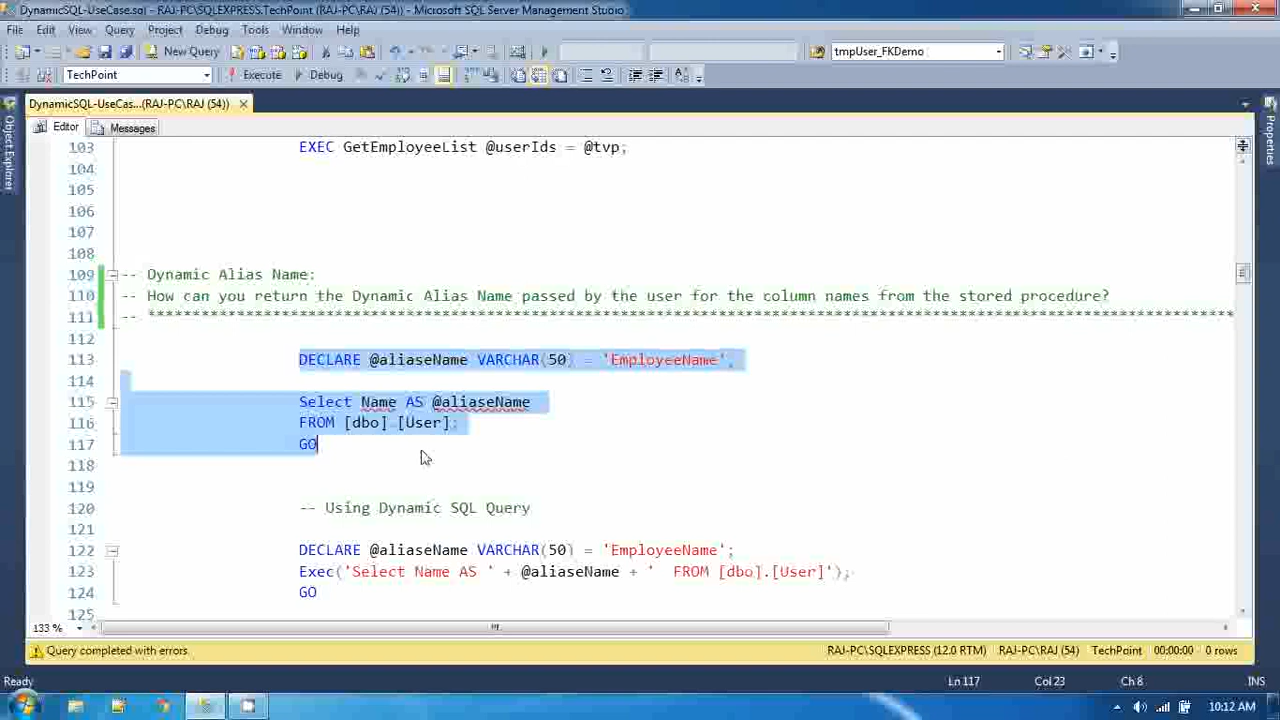 DynamicSQL-UseCase.sql - RAJ-PC\SQLEXPRESS.TechPoint (RAJ-PC\RAJ (54)) - Microsoft SQL Server Management Studio
File Edit View Query Project Debug Tools Window Help
New Query tmpUser_FKDemo
TechPoint Execute Debug
DynamicSQL-UseCas...(RAJ-PC\RAJ (54)) ×
Editor Messages
Object Explorer
Properties
103 EXEC GetEmployeeList @userIds = @tvp;
104
105
106
107
108
109 -- Dynamic Alias Name:
110 -- How can you return the Dynamic Alias Name passed by the user for the column names from the stored procedure?
111 -- ****************************************************************************************************************************
112
113 DECLARE @aliaseName VARCHAR(50) = 'EmployeeName';
114
115 Select Name AS @aliaseName
116 FROM [dbo].[User];
117 GO
118
119
120 -- Using Dynamic SQL Query
121
122 DECLARE @aliaseName VARCHAR(50) = 'EmployeeName';
123 Exec('Select Name AS ' + @aliaseName + '  FROM [dbo].[User]');
124 GO
125
133 %
Query completed with errors. RAJ-PC\SQLEXPRESS (12.0 RTM) RAJ-PC\RAJ (54) TechPoint 00:00:00 0 rows
Ready Ln 117 Col 23 Ch 8 INS
10:12 AM